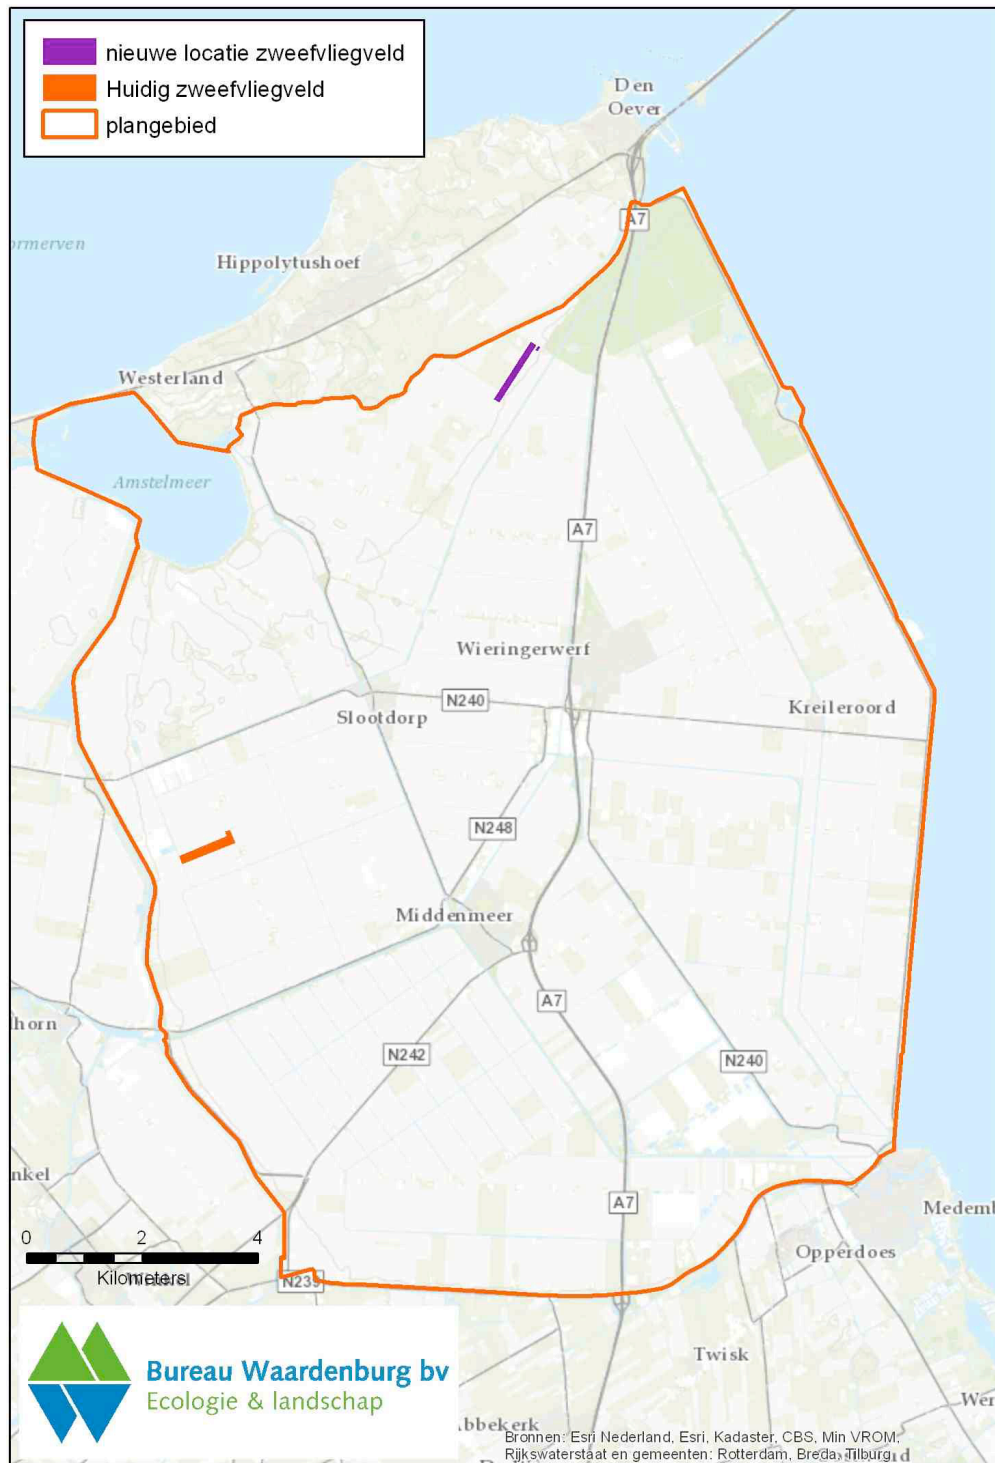 nieuwe locatie zweefvliegveld
Huidig zweefvliegveld
plangebied
Den
Oever
A7
ormerven
Hippolytushoef
Westerland
Amstelmeer
A7
Wieringerwerf
N240
Kreileroord
Slootdorp
N248
Middenmeer
A7
lhorn
N242
N240
nkel
A7
Medemb
0 2 4
Kilometers
Opperdoes
N239
Twisk
Bureau Waardenburg bv
Ecologie & landschap
Wer
Abbekerk
Bronnen: Esri Nederland, Esri, Kadaster, CBS, Min VROM,
Rijkswaterstaat en gemeenten: Rotterdam, Breda, Tilburg